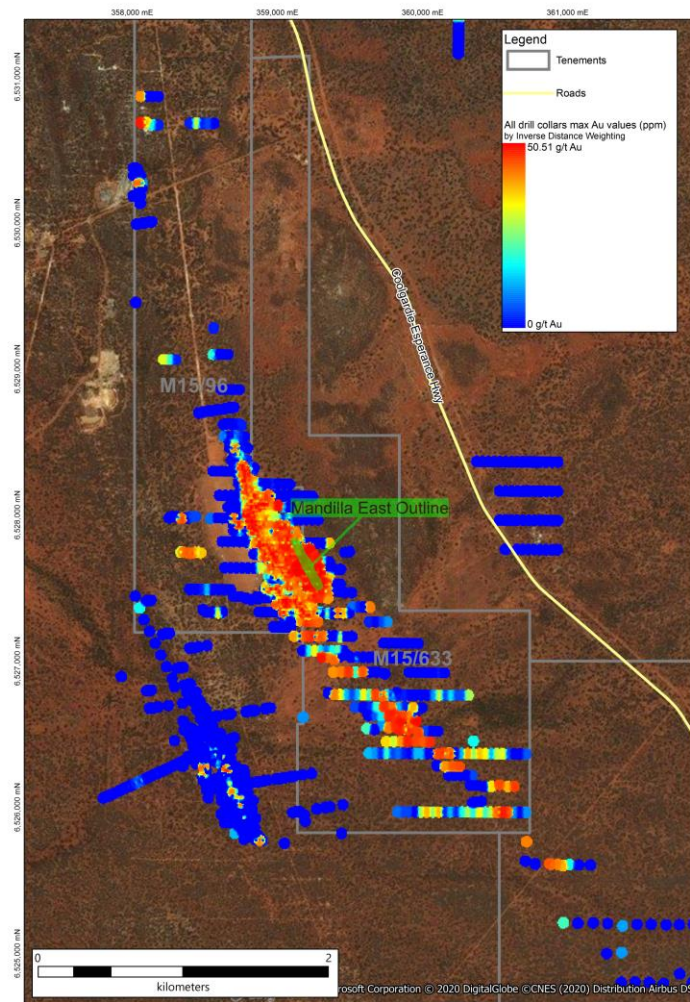 358,000 mE
359,000 mE
360,000 mE
361,000 mE
6,531,000 mN
6,530,000 mN
6,529,000 mN
6,528,000 mN
6,527,000 mN
6,526,000 mN
6,525,000 mN
Legend
Tenements
Roads
All drill collars max Au values (ppm)
by Inverse Distance Weighting
50.51 g/t Au
0 g/t Au
Coolgardie-Esperance Hwy
M15/96
Mandilla East Outline
M15/633
0
2
kilometers
rosoft Corporation © 2020 DigitalGlobe ©CNES (2020) Distribution Airbus DS